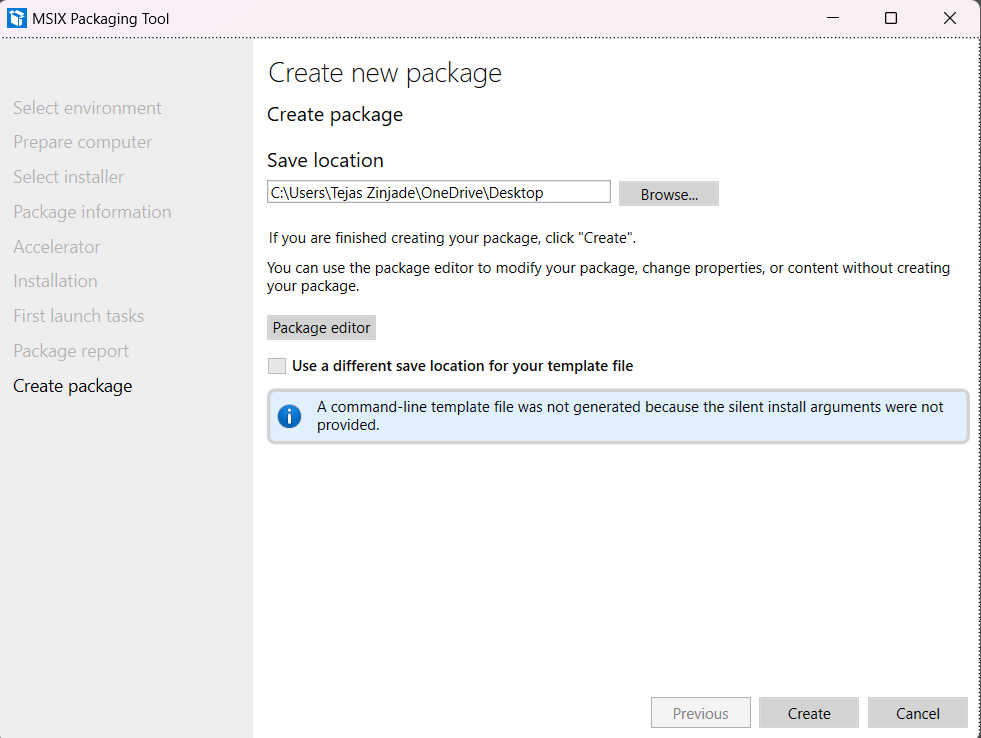 MSIX Packaging Tool
Select environment
Prepare computer
Select installer
Package information
Accelerator
Installation
First launch tasks
Package report
Create package
Create new package
Create package
Save location
C:\Users\Tejas Zinjade\OneDrive\Desktop
Browse...
If you are finished creating your package, click "Create".
You can use the package editor to modify your package, change properties, or content without creating
your package.
Package editor
Use a different save location for your template file
A command-line template file was not generated because the silent install arguments were not
provided.
Previous
Create
Cancel